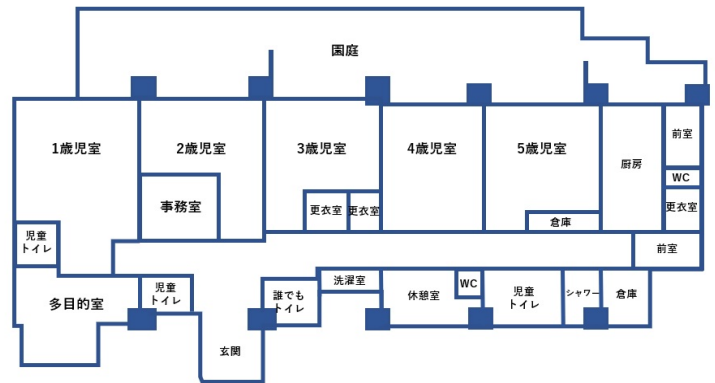 園庭
1歳児室
2歳児室
3歳児室
4歳児室
5歳児室
厨房
前室
WC
更衣室
事務室
更衣室
更衣室
倉庫
児童
トイレ
前室
多目的室
児童
トイレ
誰でも
トイレ
洗濯室
休憩室
WC
児童
トイレ
シャワー
倉庫
玄関